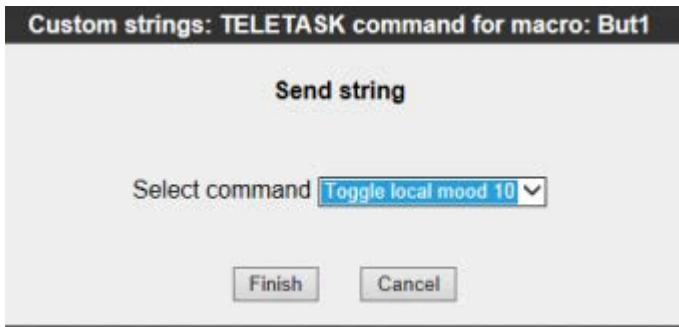 Custom strings: TELETASK command for macro: But1
Send string
Select command Toggle local mood 10
Finish Cancel